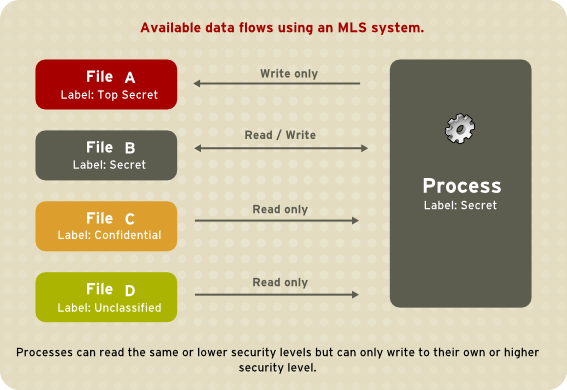 Available data flows using an MLS system.
File A
Label: Top Secret
Write only
File B
Label: Secret
Read / Write
File C
Label: Confidential
Read only
File D
Label: Unclassified
Read only
Process
Label: Secret
Processes can read the same or lower security levels but can only write to their own or higher
security level.